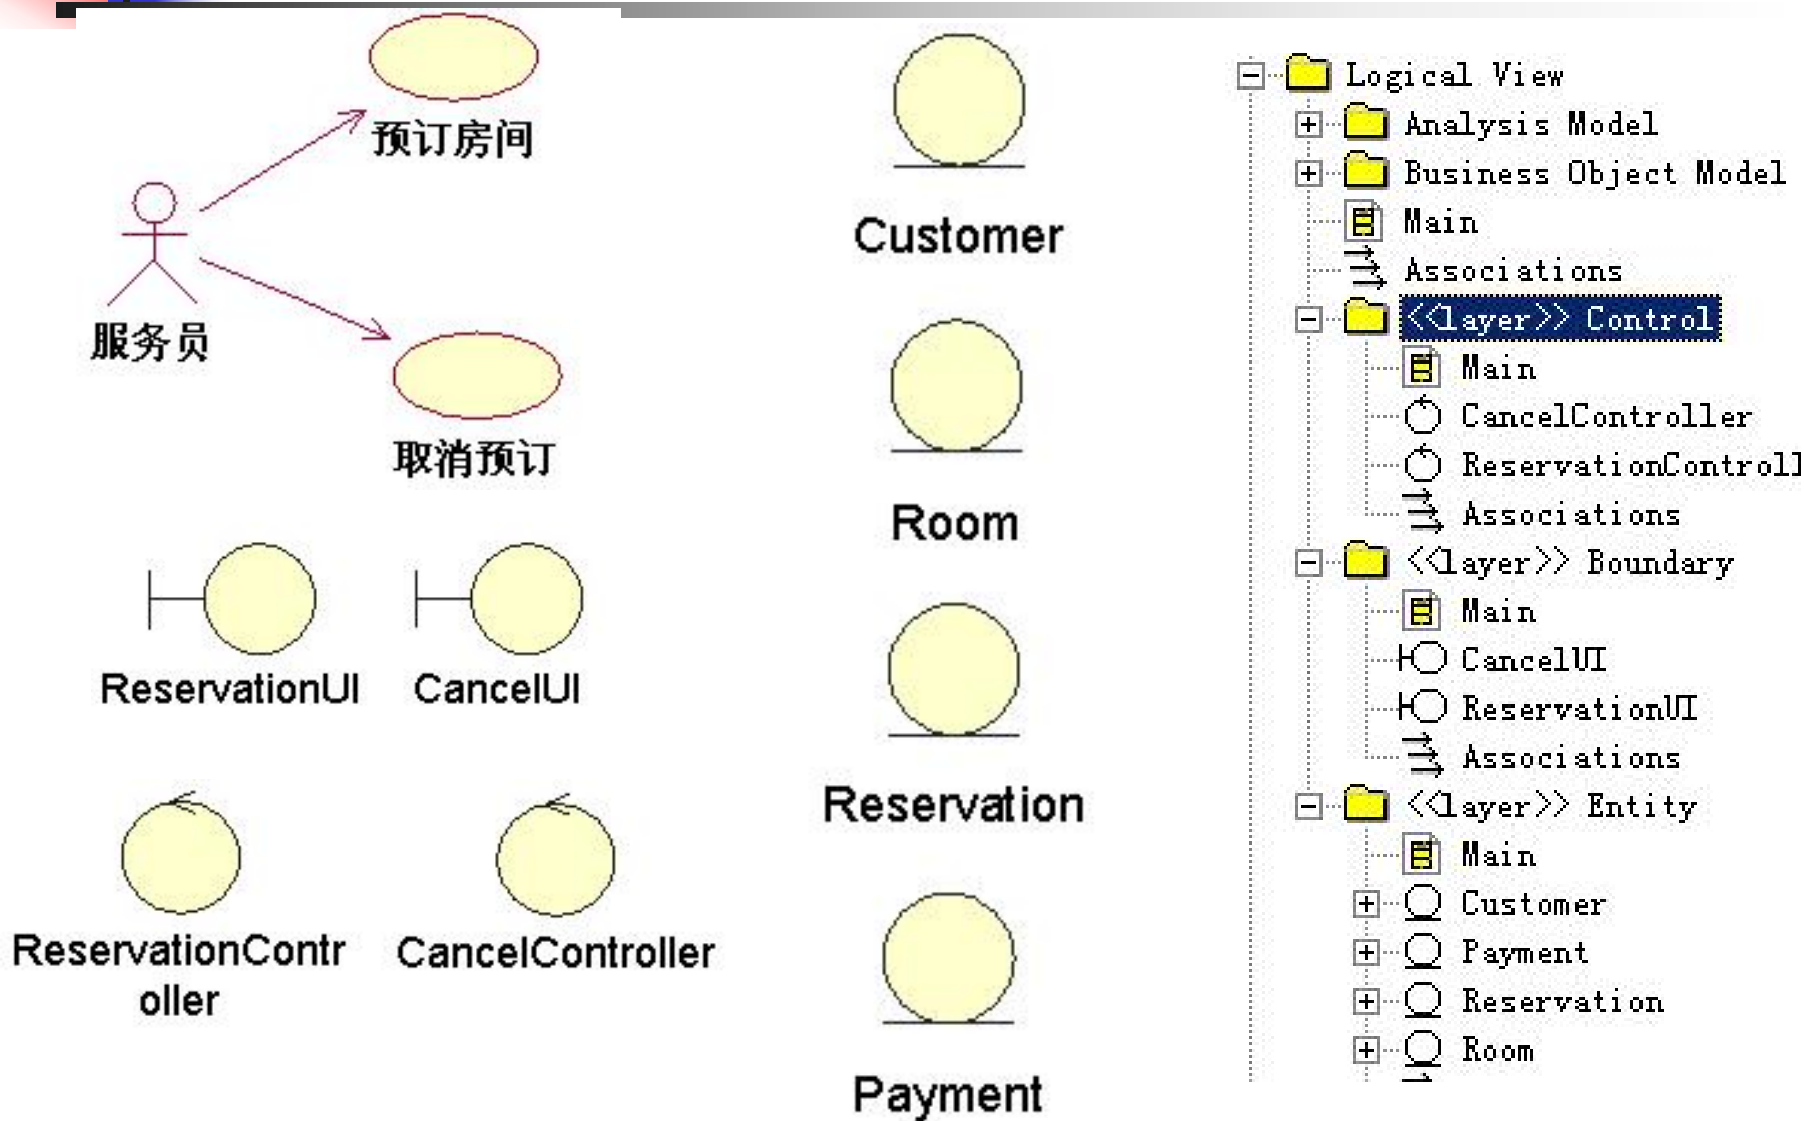 预订房间
服务员
取消预订
ReservationUI
CancelUI
ReservationContr
oller
CancelController
Customer
Room
Reservation
Payment
Logical View
Analysis Model
Business Object Model
Main
Associations
<<layer>> Control
Main
CancelController
ReservationControll
Associations
<<layer>> Boundary
Main
CancelUI
ReservationUI
Associations
<<layer>> Entity
Main
Customer
Payment
Reservation
Room